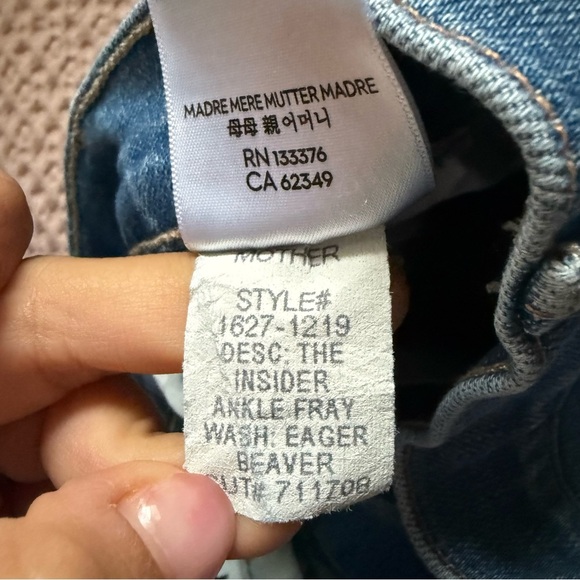 MADRE MERE MUTTER MADRE
母母 親 어머니
RN 133376
CA 62349
MOTHER
STYLE#
1627-1219
DESC: THE
INSIDER
ANKLE FRAY
WASH: EAGER
BEAVER
CUT# 711708